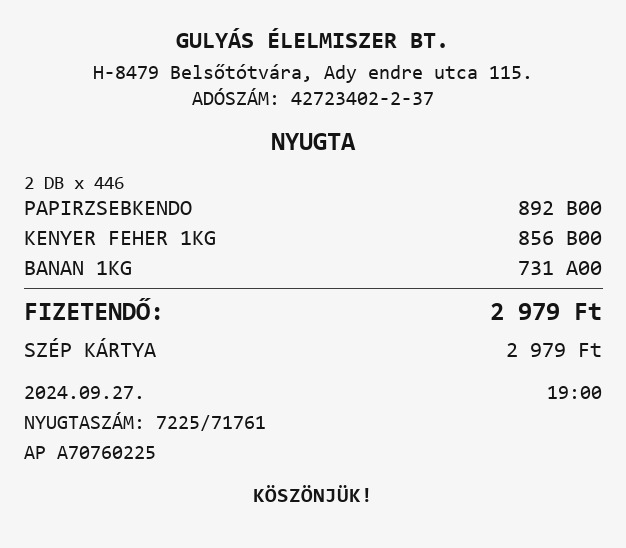 GULYÁS ÉLELMISZER BT.
H-8479 Belsőtótvára, Ady endre utca 115.
ADÓSZÁM: 42723402-2-37
NYUGTA
2 DB x 446
PAPIRZSEBKENDO 892 B00
KENYER FEHER 1KG 856 B00
BANAN 1KG 731 A00
FIZETENDŐ: 2 979 Ft
SZÉP KÁRTYA 2 979 Ft
2024.09.27. 19:00
NYUGTASZÁM: 7225/71761
AP A70760225
KÖSZÖNJÜK!